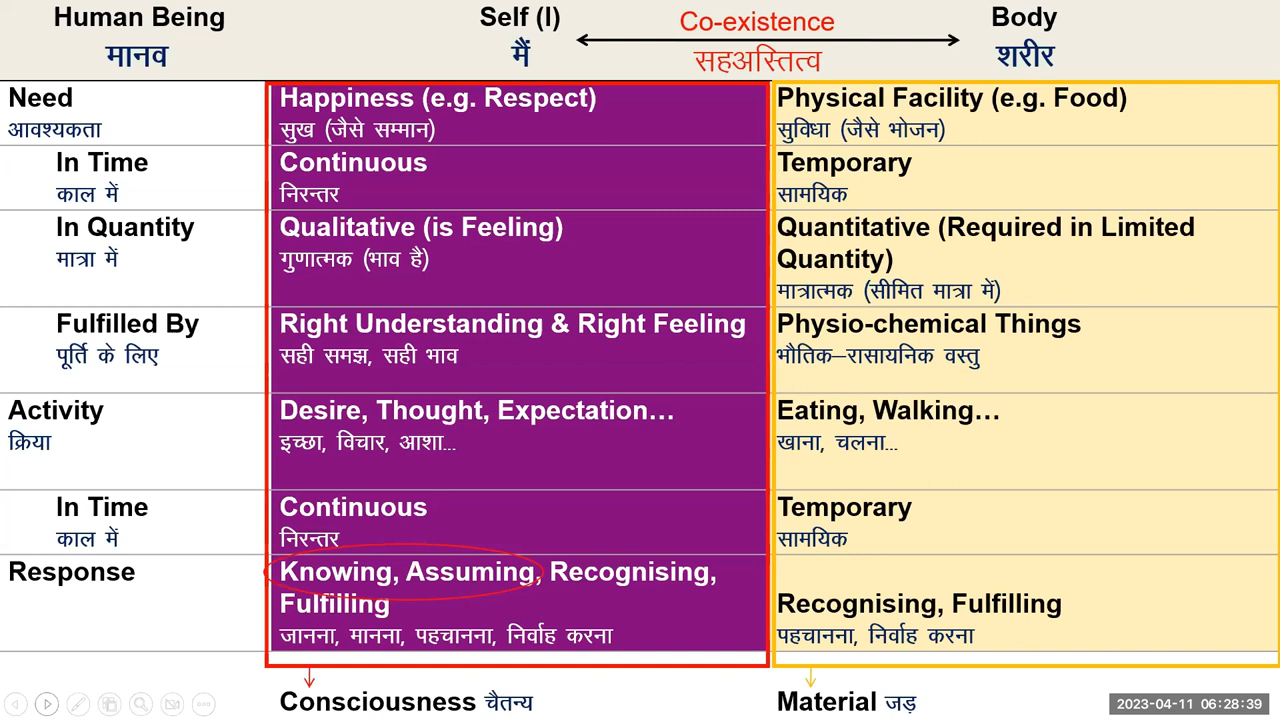 Human Being
मानव
Self (I)
मैं
Co-existence
सहअस्तित्व
Body
शरीर
Need
आवश्यकता
Happiness (e.g. Respect)
सुख (जैसे सम्मान)
Physical Facility (e.g. Food)
सुविधा (जैसे भोजन)
In Time
काल में
Continuous
निरन्तर
Temporary
सामयिक
In Quantity
मात्रा में
Qualitative (is Feeling)
गुणात्मक (भाव है)
Quantitative (Required in Limited
Quantity)
मात्रात्मक (सीमित मात्रा में)
Fulfilled By
पूर्ति के लिए
Right Understanding & Right Feeling
सही समझ, सही भाव
Physio-chemical Things
भौतिक–रासायनिक वस्तु
Activity
क्रिया
Desire, Thought, Expectation…
इच्छा, विचार, आशा…
Eating, Walking…
खाना, चलना…
In Time
काल में
Continuous
निरन्तर
Temporary
सामयिक
Response
Knowing, Assuming, Recognising,
Fulfilling
जानना, मानना, पहचानना, निर्वाह करना
Recognising, Fulfilling
पहचानना, निर्वाह करना
Consciousness चैतन्य
Material जड़
2023-04-11 06:28:39